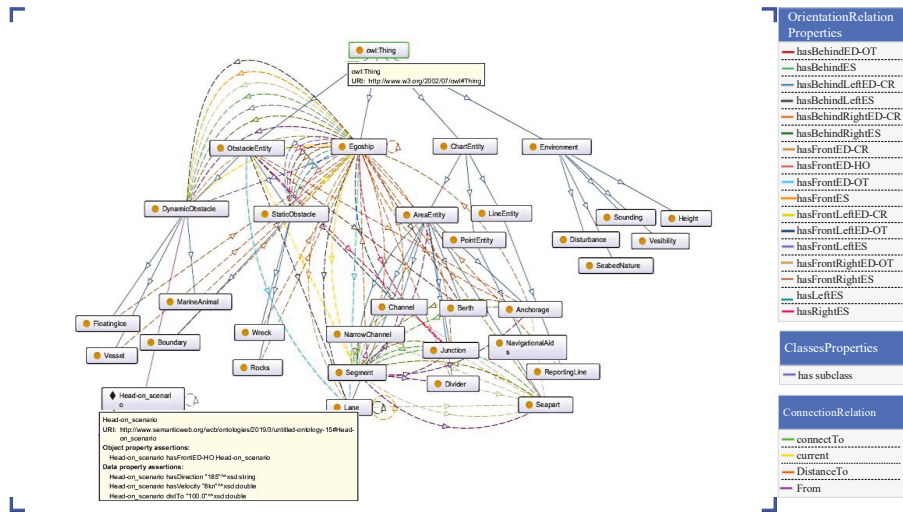 owl:Thing
owl:Thing
URI: http://www.w3.org/2002/07/owl#Thing
ObstacleEntity
Egoship
ChartEntity
Environment
DynamicObstacle
StaticObstacle
AreaEntity
LineEntity
Sounding
Height
PointEntity
Disturbance
Vesibility
SeabedNature
MarineAnimal
Channel
Berth
Anchorage
FloatingIce
Wreck
NarrowChannel
Boundary
NavigationalAid
s
Vessel
Junction
Rocks
Segment
ReportingLine
Divider
Head-on_scenari
o
Lane
Seapart
Head-on_scenario
URI: http://www.semanticweb.org/wcb/ontologies/2019/3/untitled-ontology-15#Head-
on_scenario
Object property assertions:
Head-on_scenario hasFrontED-HO Head-on_scenario
Data property assertions:
Head-on_scenario hasDirection "185"^^xsd:string
Head-on_scenario hasVelocity "8kn"^^xsd:double
Head-on_scenario distTo "100.0"^^xsd:double
OrientationRelation
Properties
hasBehindED-OT
hasBehindES
hasBehindLeftED-CR
hasBehindLeftES
hasBehindRightED-CR
hasBehindRightES
hasFrontED-CR
hasFrontED-HO
hasFrontED-OT
hasFrontES
hasFrontLeftED-CR
hasFrontLeftED-OT
hasFrontLeftES
hasFrontRightED-OT
hasFrontRightES
hasLeftES
hasRightES
ClassesProperties
has subclass
ConnectionRelation
connectTo
current
DistanceTo
From